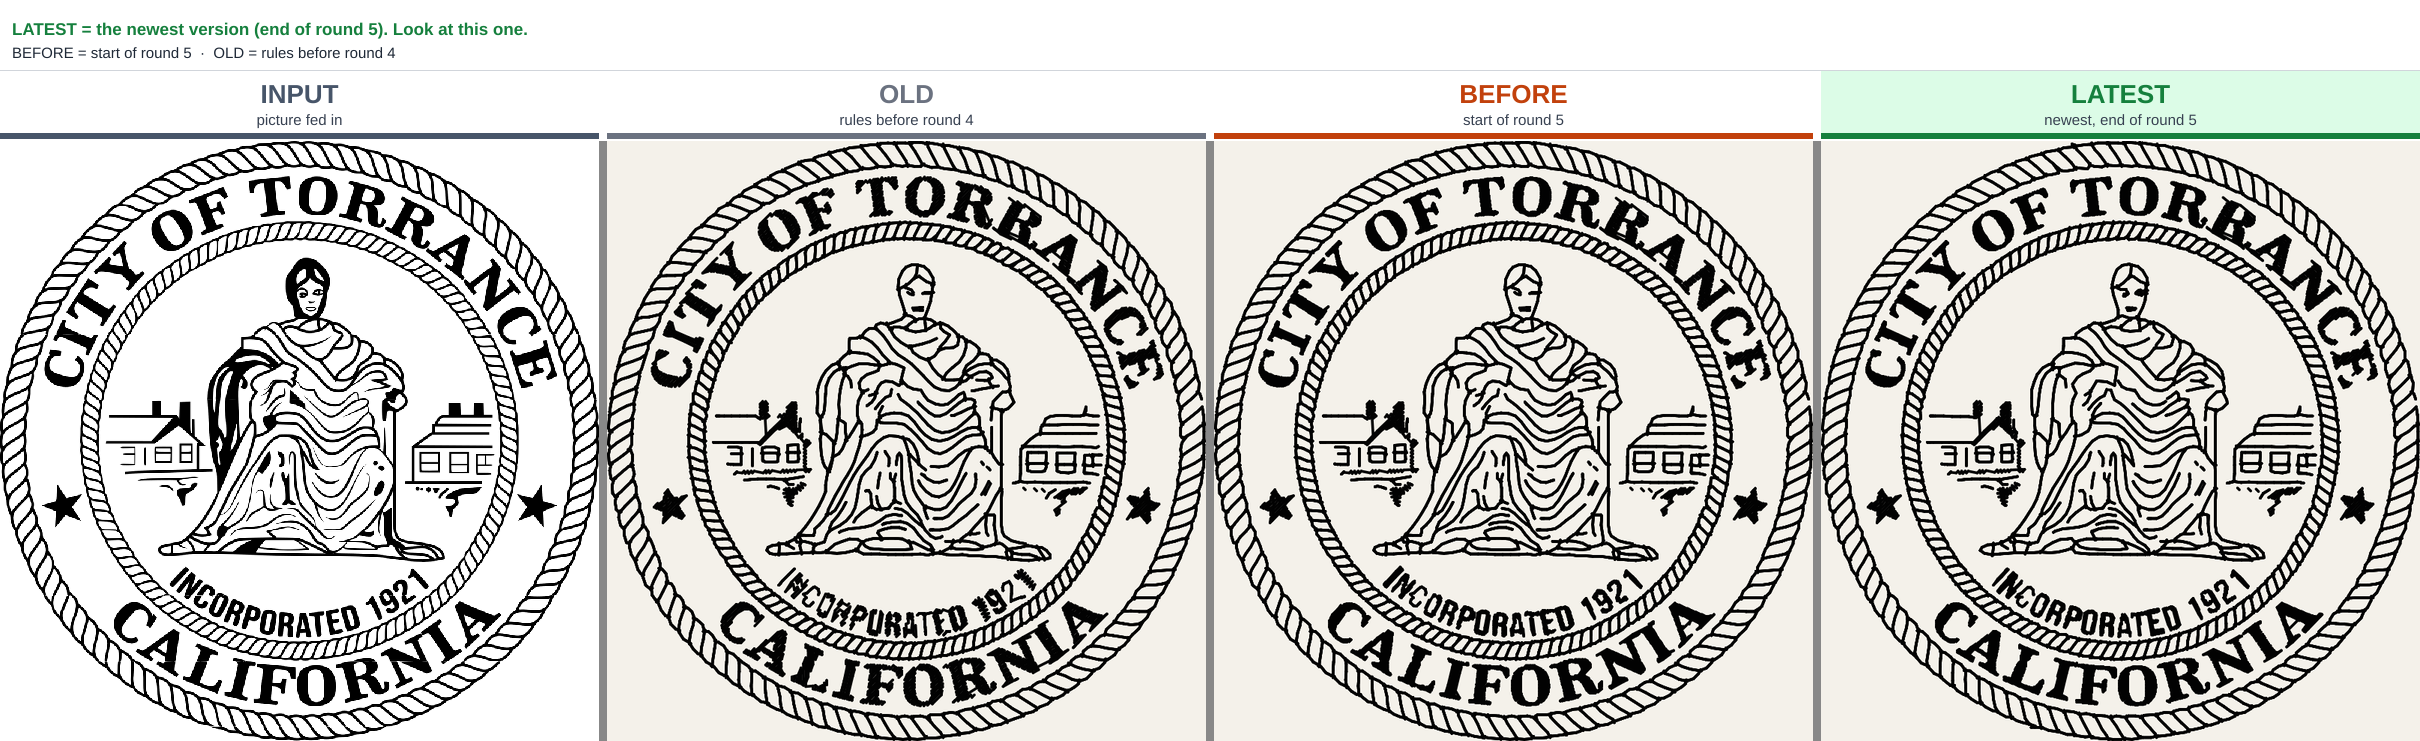 LATEST = the newest version (end of round 5). Look at this one.
BEFORE = start of round 5 · OLD = rules before round 4
INPUT
picture fed in
OLD
rules before round 4
BEFORE
start of round 5
LATEST
newest, end of round 5
CITY OF TORRANCE
INCORPORATED 1921
CALIFORNIA
CITY OF TORRANCE
INCORPORATED 1921
CALIFORNIA
CITY OF TORRANCE
INCORPORATED 1921
CALIFORNIA
CITY OF TORRANCE
INCORPORATED 1921
CALIFORNIA